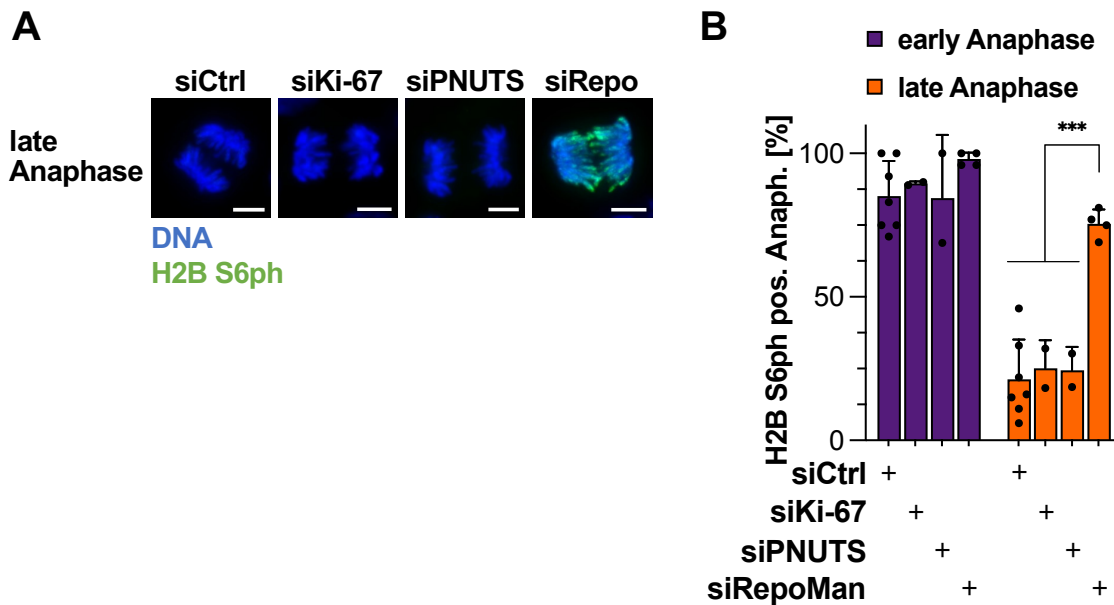 A
siCtrl siKi-67 siPNUTS siRepo
late
Anaphase
DNA
H2B S6ph
B
early Anaphase
late Anaphase
***
H2B S6ph pos. Anaph. [%]
100
50
0
siCtrl + +
siKi-67 + +
siPNUTS + +
siRepoMan + +